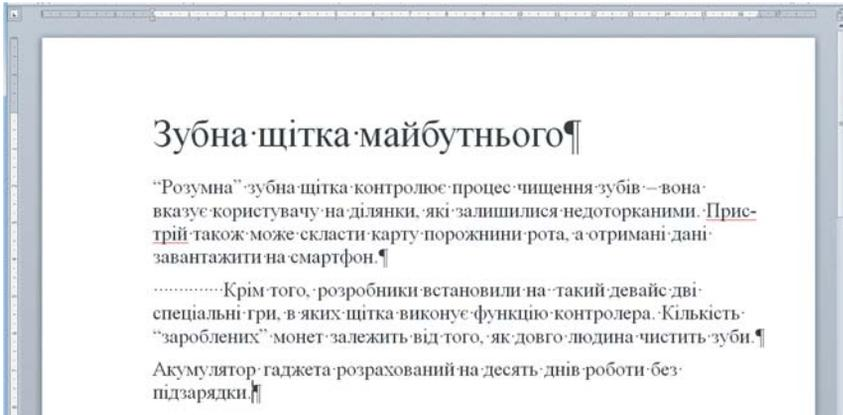 Зубна щітка майбутнього¶
“Розумна” зубна щітка контролює процес чищення зубів – вона
вказує користувачу на ділянки, які залишилися недоторканими. Прис-
трій також може скласти карту порожнини рота, а отримані дані
завантажити на смартфон.¶
·············Крім того, розробники встановили на  такий девайс дві
спеціальні гри, в яких щітка виконує функцію контролера. Кількість
“зароблених” монет залежить від того, як довго людина чистить зуби.¶
Акумулятор гаджета розрахований на десять днів роботи без
підзарядки.¶